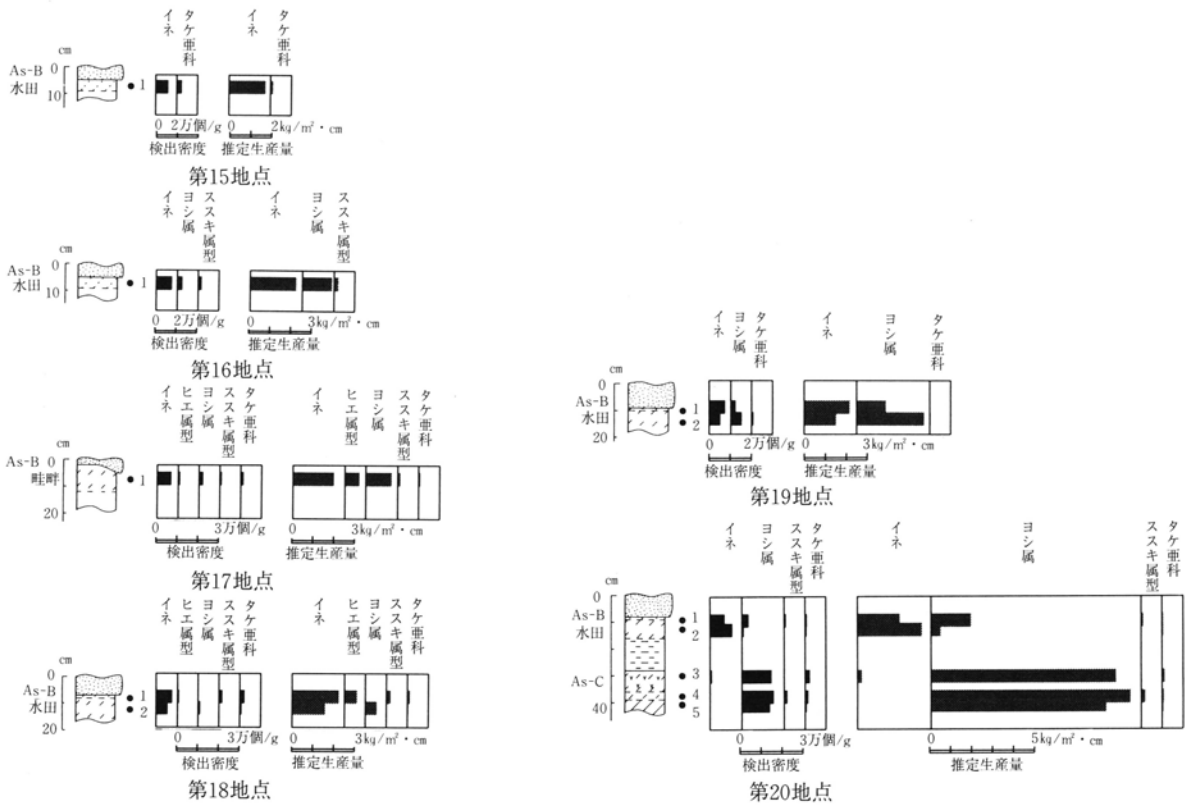 イネ タケ亜科 イネ タケ亜科
cm
As-B 0
水田 10
1
0 2万個/g 0 2kg/m²・cm
検出密度 推定生産量
第15地点
イネ ヨシ属 ススキ属型 イネ ヨシ属 ススキ属型
cm
As-B 0
水田 10
1
0 2万個/g 0 3kg/m²・cm
検出密度 推定生産量
第16地点
イネ ヒエ属型 ヨシ属 ススキ属型 タケ亜科 イネ ヒエ属型 ヨシ属 ススキ属型 タケ亜科
cm
As-B 0
畦畔
20
1
0 3万個/g 0 3kg/m²・cm
検出密度 推定生産量
第17地点
イネ ヒエ属型 ヨシ属 ススキ属型 タケ亜科 イネ ヒエ属型 ヨシ属 ススキ属型 タケ亜科
cm
0
As-B
水田
20
1
2
0 3万個/g 0 3kg/m²・cm
検出密度 推定生産量
第18地点
イネ ヨシ属 タケ亜科 イネ ヨシ属 タケ亜科
cm
0
As-B
水田
20
1
2
0 2万個/g 0 3kg/m²・cm
検出密度 推定生産量
第19地点
イネ ヨシ属 ススキ属型 タケ亜科 イネ ヨシ属 ススキ属型 タケ亜科
cm
0
As-B
水田
As-C
40
1
2
3
4
5
0 3万個/g 0 5kg/m²・cm
検出密度 推定生産量
第20地点